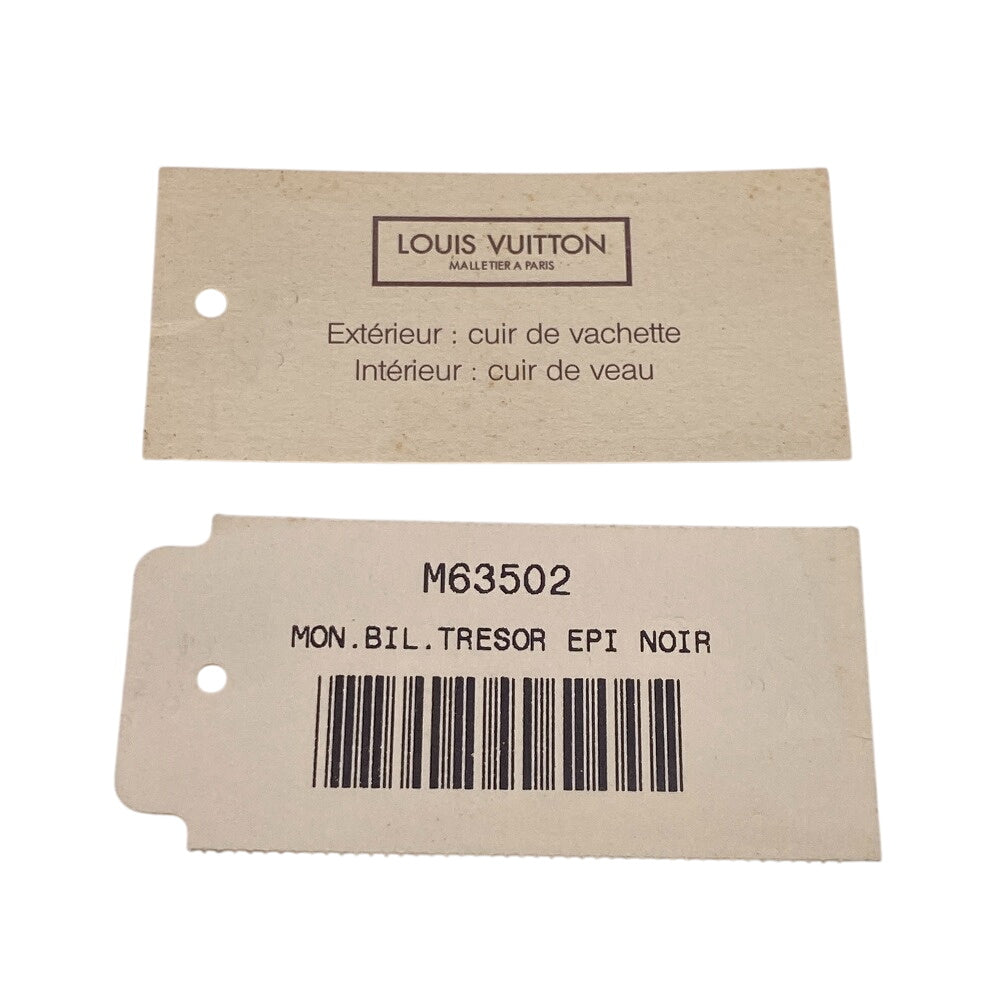 LOUIS VUITTON
MALLETIER A PARIS
Extérieur : cuir de vachette
Intérieur : cuir de veau
M63502
MON.BIL.TRESOR EPI NOIR